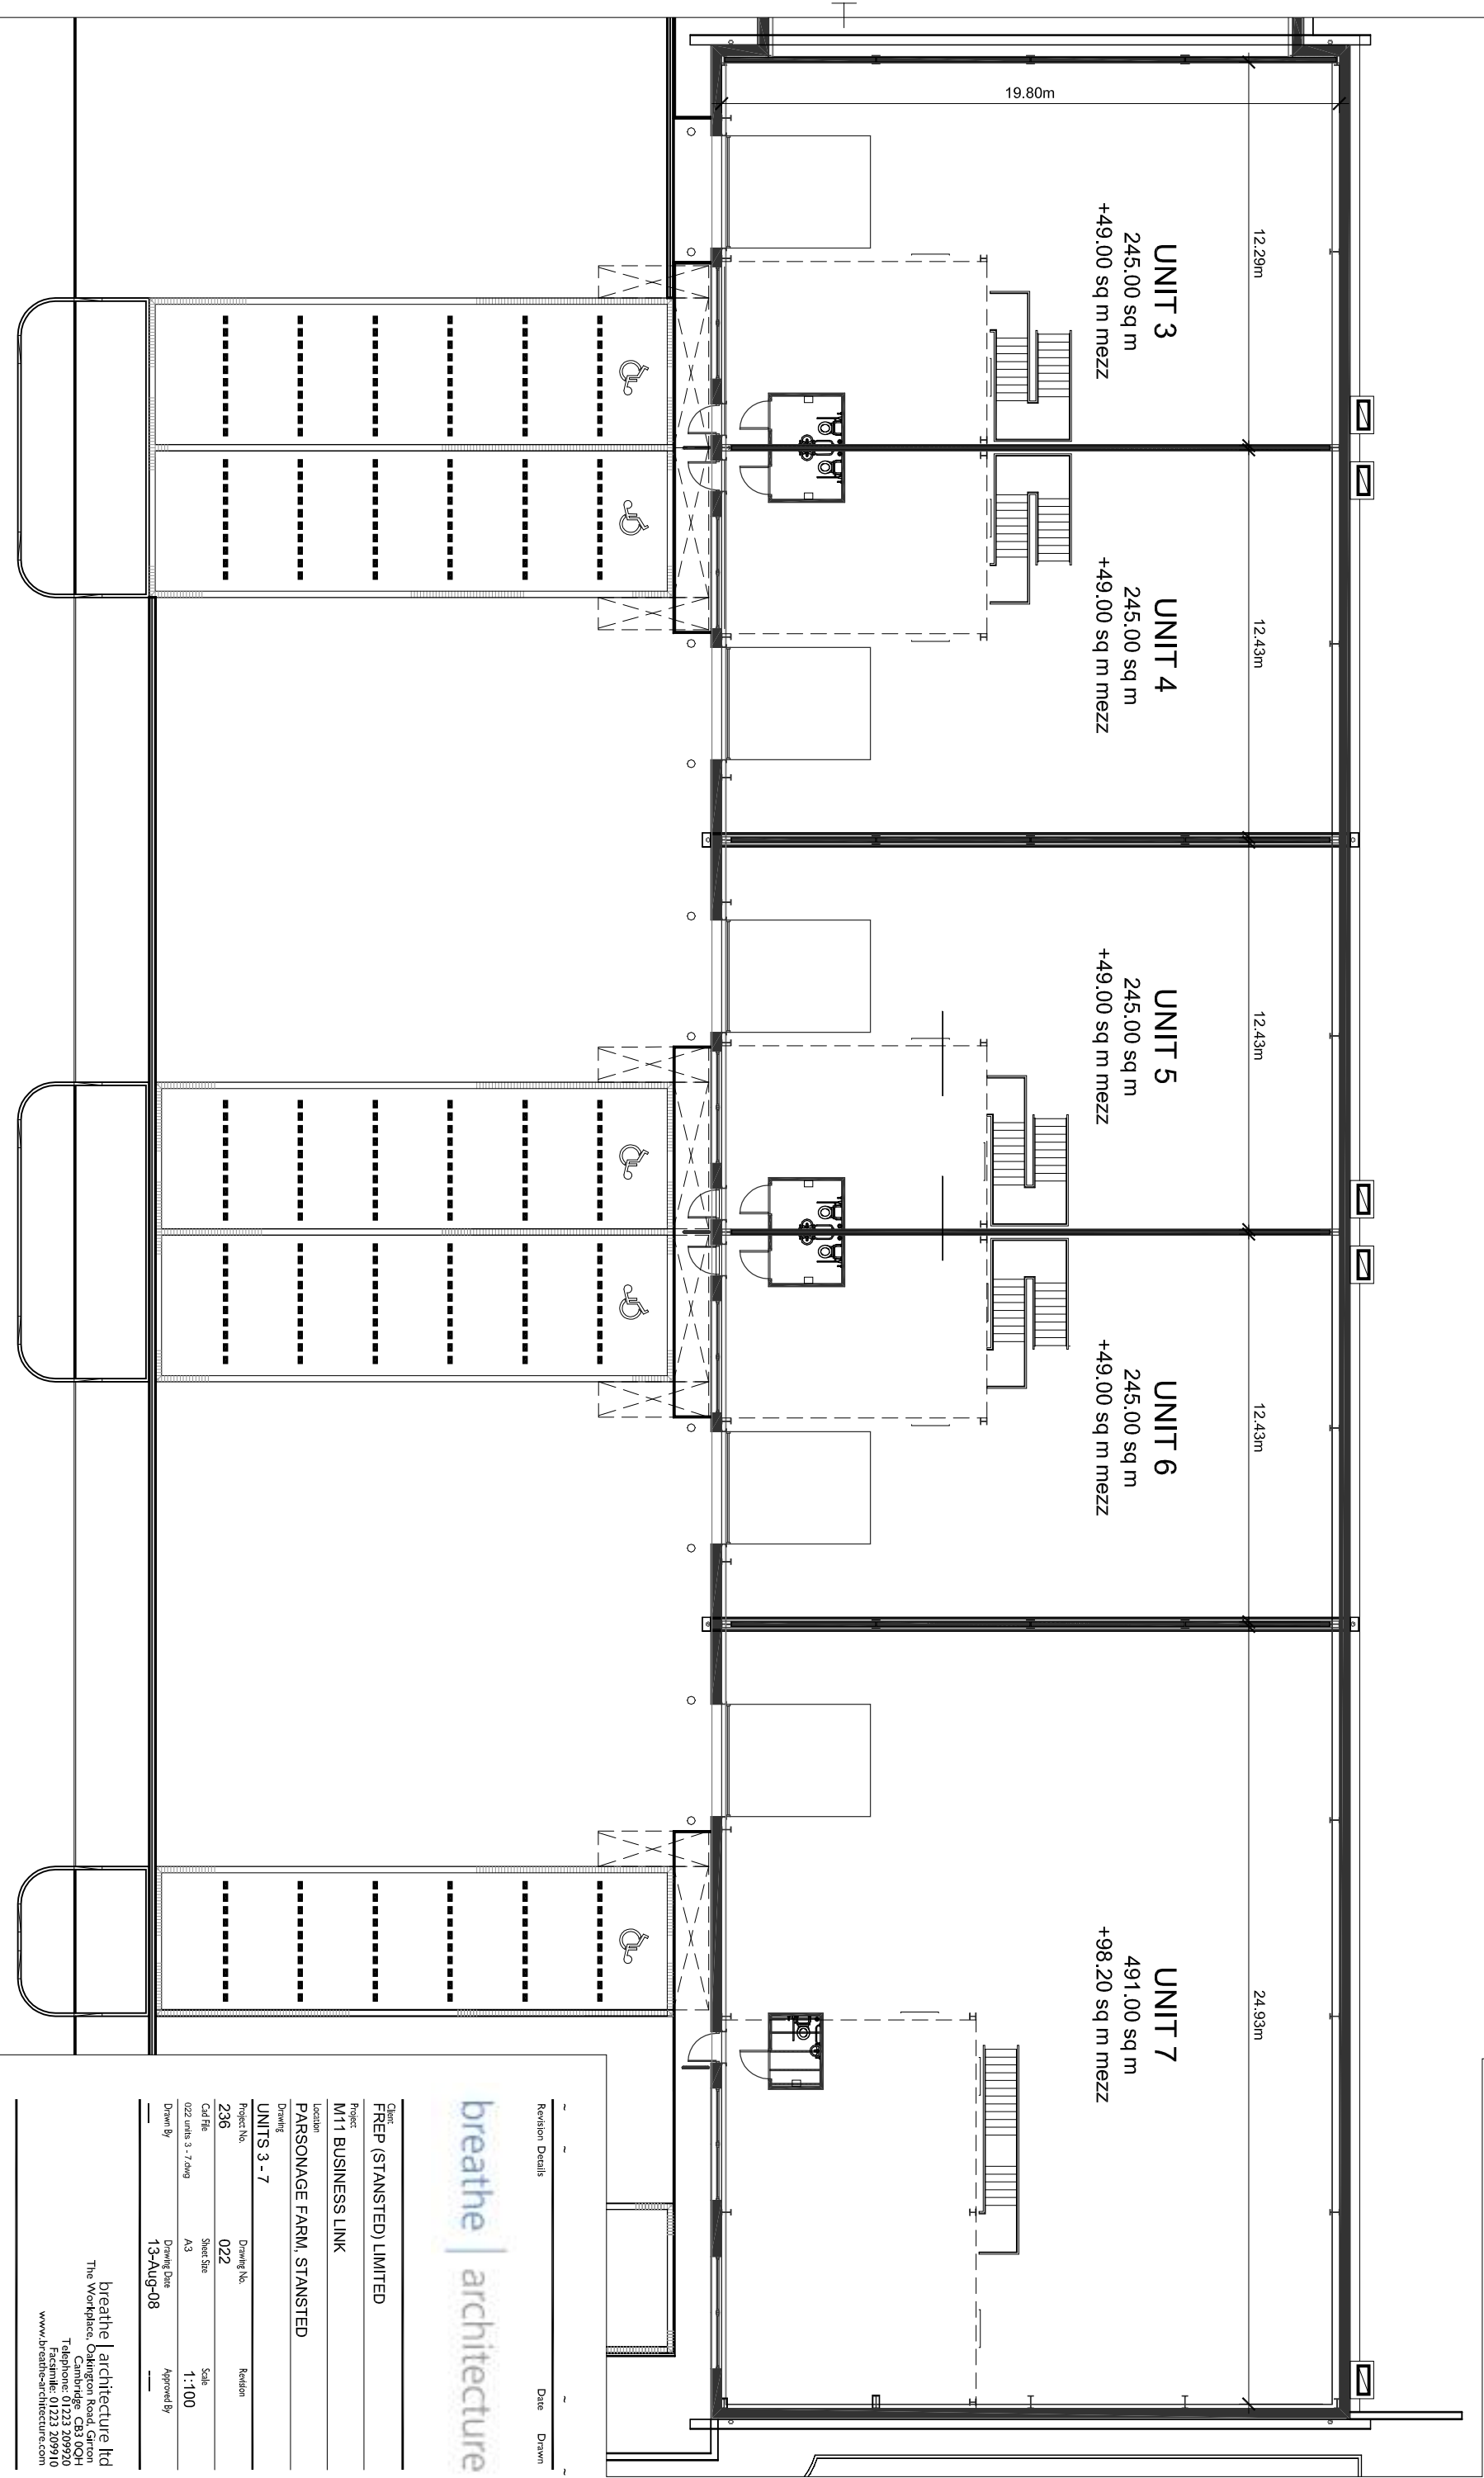 19.80m
12.29m
UNIT 3
245.00 sq m
+49.00 sq m mezz
12.43m
UNIT 4
245.00 sq m
+49.00 sq m mezz
12.43m
UNIT 5
245.00 sq m
+49.00 sq m mezz
12.43m
UNIT 6
245.00 sq m
+49.00 sq m mezz
24.93m
UNIT 7
491.00 sq m
+98.20 sq m mezz
~ ~ ~ ~
Revision Details Date Drawn
breathe | architecture
Client
FREP (STANSTED) LIMITED
Project
M11 BUSINESS LINK
Location
PARSONAGE FARM, STANSTED
Drawing
UNITS 3 - 7
Project No. Drawing No. Revision
236 022
Cad File Sheet Size Scale
022 units 3 - 7.dwg A3 1:100
Drawn By Drawing Date Approved By
---- 13-Aug-08 ----
breathe | architecture ltd
The Workplace, Oakington Road, Girton
Cambridge CB3 0QH
Telephone: 01223 209920
Facsimile: 01223 209910
www.breathe-architecture.com